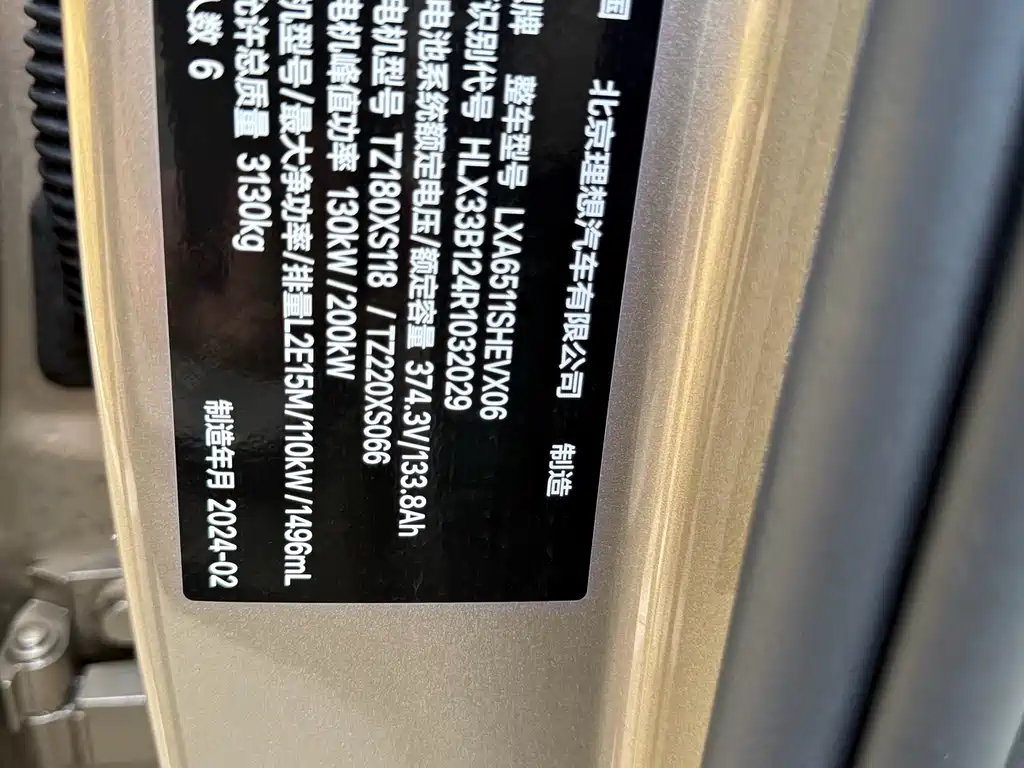 国 北京理想汽车有限公司 制造
牌 整车型号 LXA6511SHEVX06
识别代号 HLX33B124R1032029
电池系统额定电压/额定容量 374.3V/133.8Ah
电机型号 TZ180XS118 / TZ220XS066
电机峰值功率 130kW / 200kW
机型号/最大净功率/排量L2E15M/110kW/1496mL
允许总质量 3130kg
人数 6 制造年月 2024-02